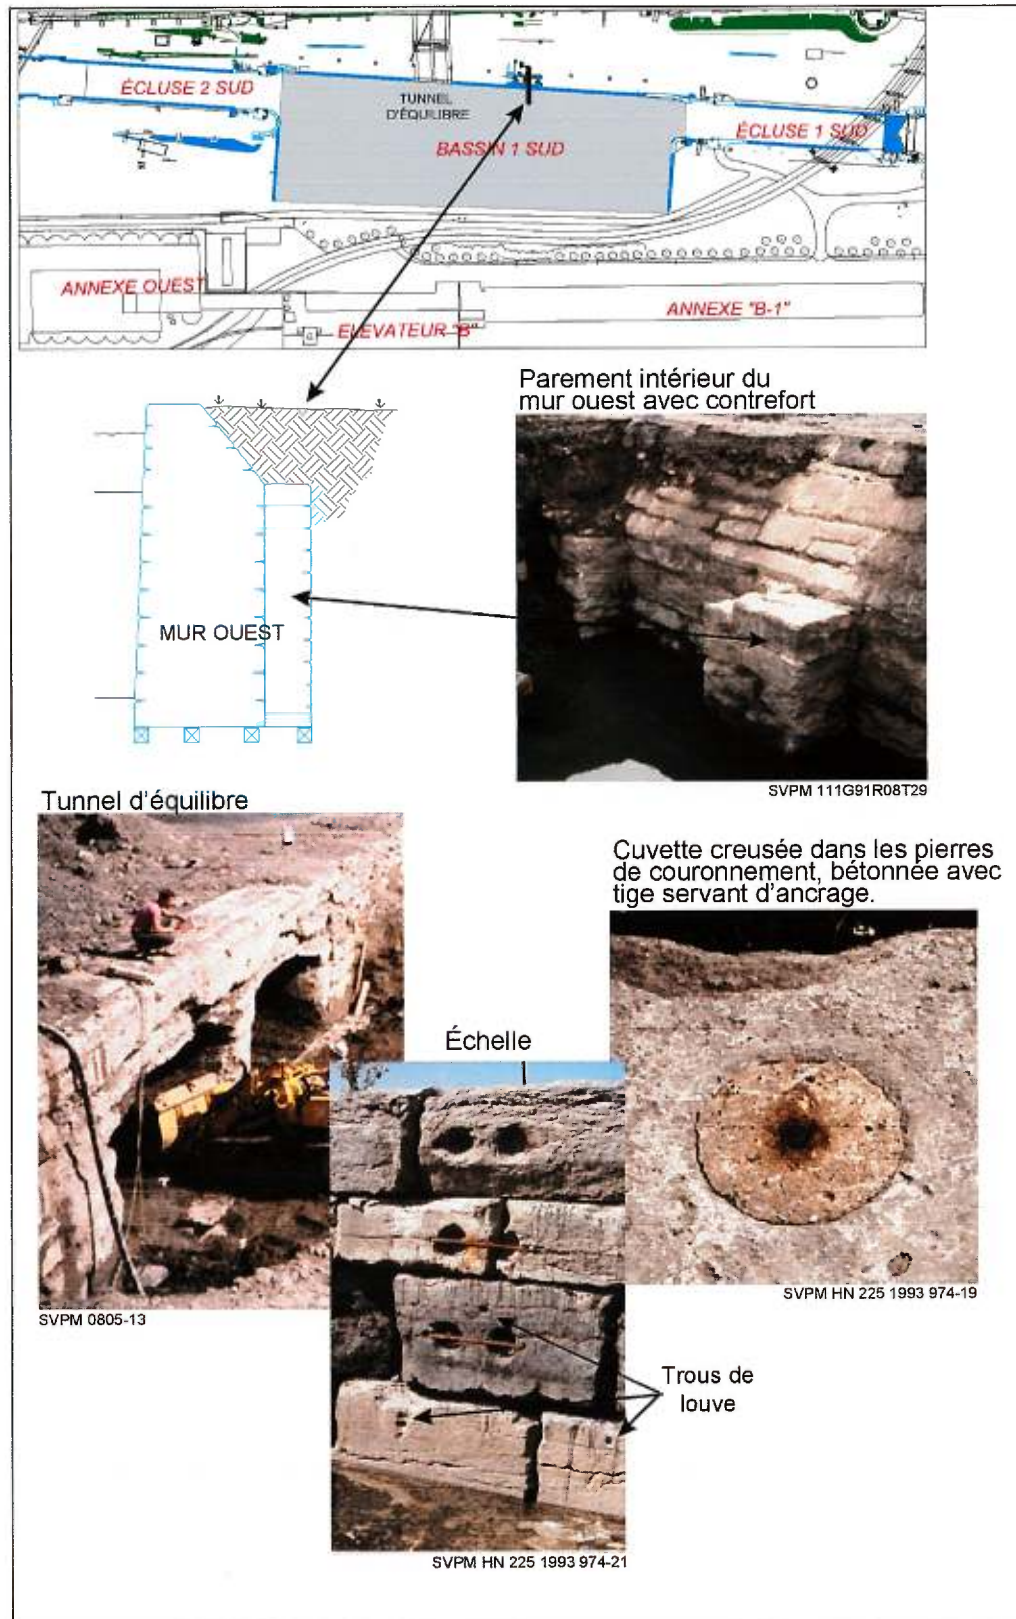 ÉCLUSE 2 SUD
TUNNEL
D'ÉQUILIBRE
BASSIN 1 SUD
ÉCLUSE 1 SUD
ANNEXE OUEST
ELEVATEUR "B"
ANNEXE "B-1"
Parement intérieur du
mur ouest avec contrefort
MUR OUEST
SVPM 111G91R08T29
Tunnel d'équilibre
Cuvette creusée dans les pierres
de couronnement, bétonnée avec
tige servant d'ancrage.
Échelle
SVPM 0805-13
SVPM HN 225 1993 974-19
Trous de
louve
SVPM HN 225 1993 974-21